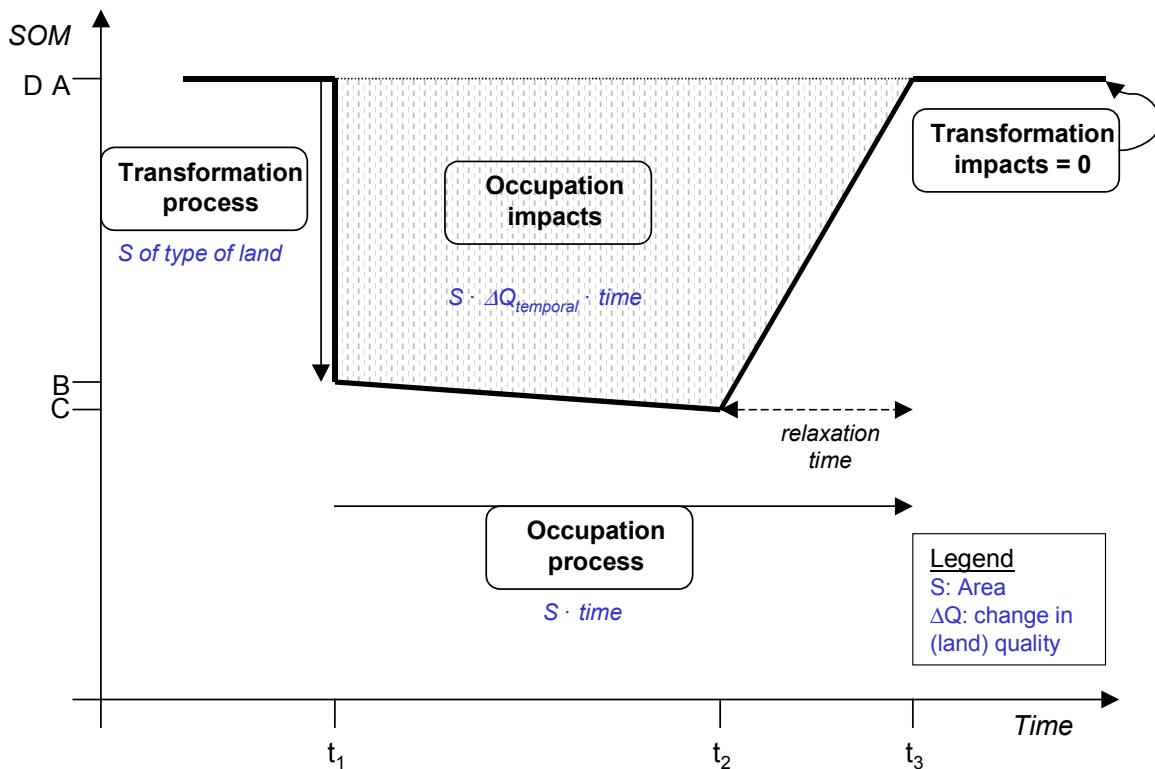 SOM
D A
Transformation
process
S of type of land
Occupation
impacts
S · ΔQtemporal · time
Transformation
impacts = 0
B
C
relaxation
time
Occupation
process
S · time
Legend
S: Area
ΔQ: change in
(land) quality
Time
t1
t2
t3